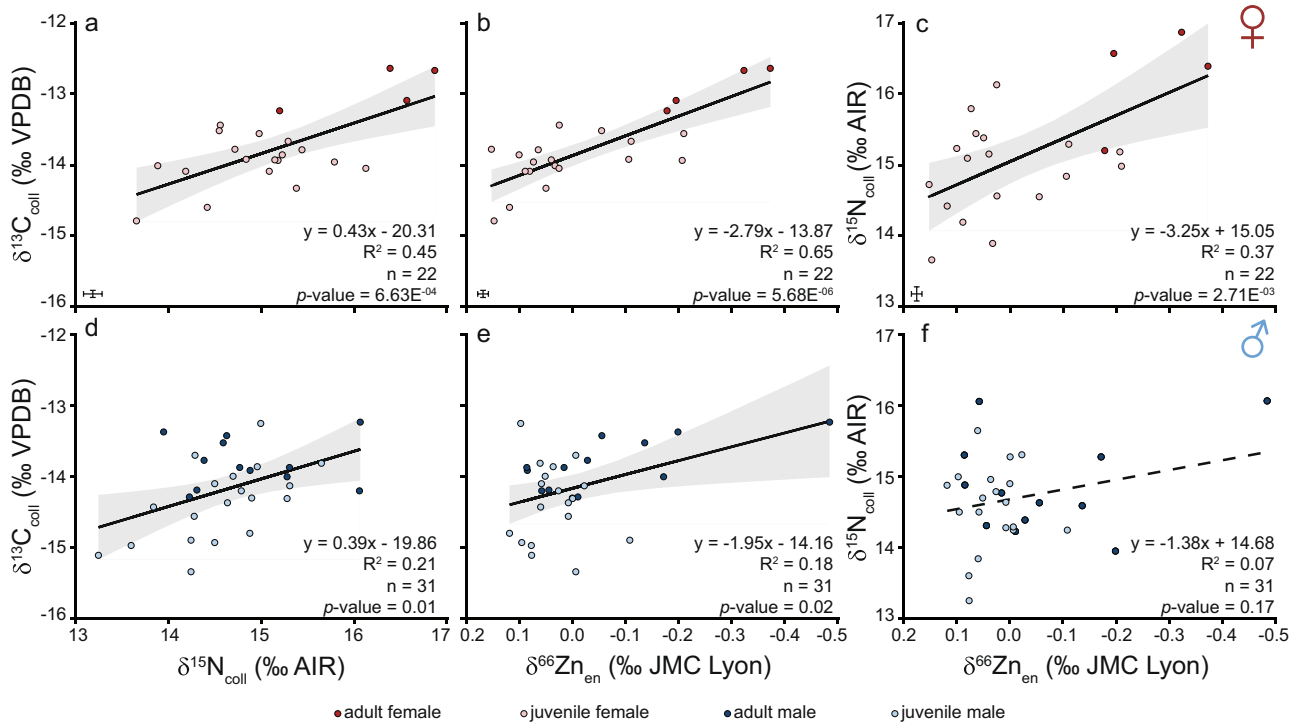 a
-12
-13
-14
-15
-16
δ13Ccoll (‰ VPDB)
y = 0.43x - 20.31
R2 = 0.45
n = 22
p-value = 6.63E-04
b
y = -2.79x - 13.87
R2 = 0.65
n = 22
p-value = 5.68E-06
c
♀
17
16
15
14
13
δ15Ncoll (‰ AIR)
y = -3.25x + 15.05
R2 = 0.37
n = 22
p-value = 2.71E-03
d
-12
-13
-14
-15
-16
δ13Ccoll (‰ VPDB)
y = 0.39x - 19.86
R2 = 0.21
n = 31
p-value = 0.01
13 14 15 16 17
δ15Ncoll (‰ AIR)
e
y = -1.95x - 14.16
R2 = 0.18
n = 31
p-value = 0.02
0.2 0.1 0.0 -0.1 -0.2 -0.3 -0.4 -0.5
δ66Znen (‰ JMC Lyon)
f
♂
17
16
15
14
13
δ15Ncoll (‰ AIR)
y = -1.38x + 14.68
R2 = 0.07
n = 31
p-value = 0.17
0.2 0.1 0.0 -0.1 -0.2 -0.3 -0.4 -0.5
δ66Znen (‰ JMC Lyon)
adult female juvenile female adult male juvenile male